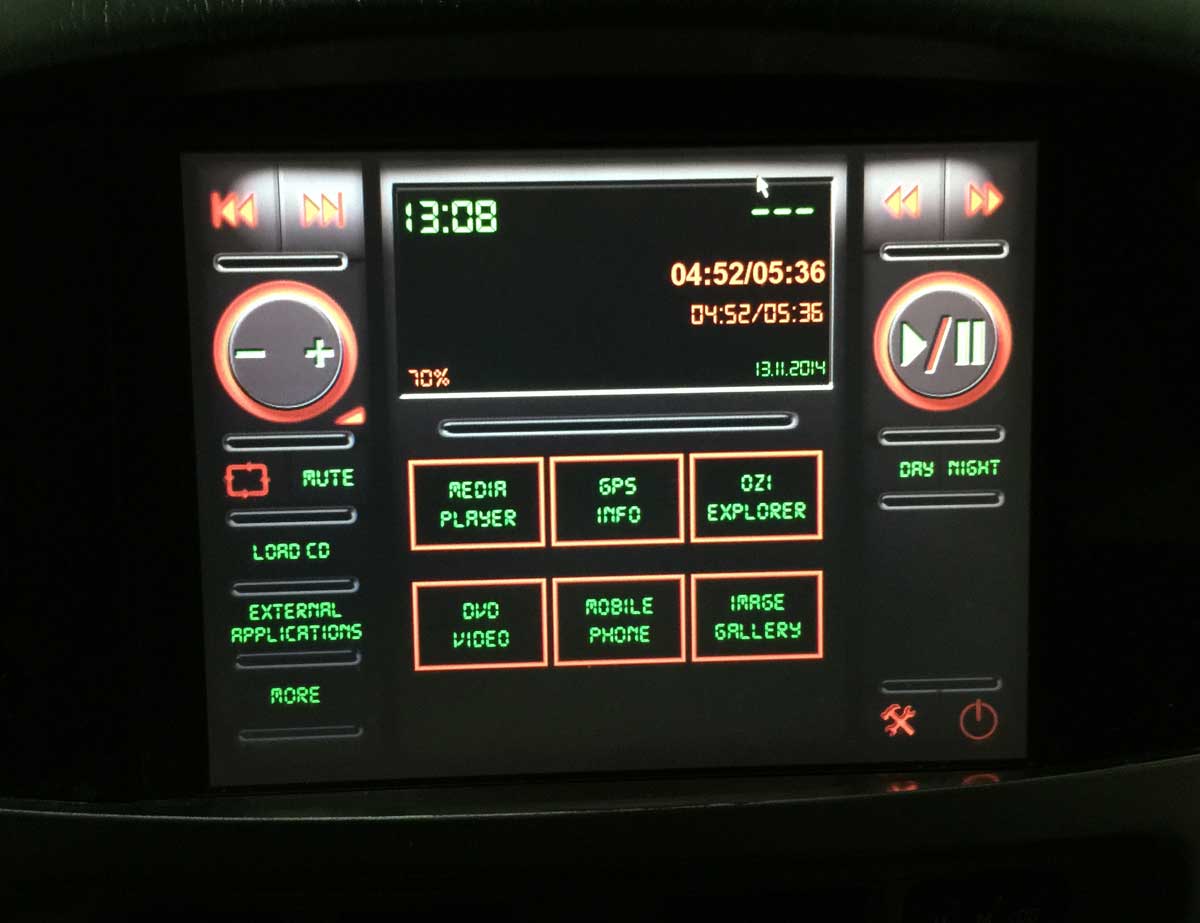 13:08
---
04:52/05:36
04:52/05:36
70%
13.11.2014
MUTE
LOAD CD
EXTERNAL
APPLICATIONS
MORE
MEDIA
PLAYER
GPS
INFO
OZI
EXPLORER
DVD
VIDEO
MOBILE
PHONE
IMAGE
GALLERY
DAY NIGHT